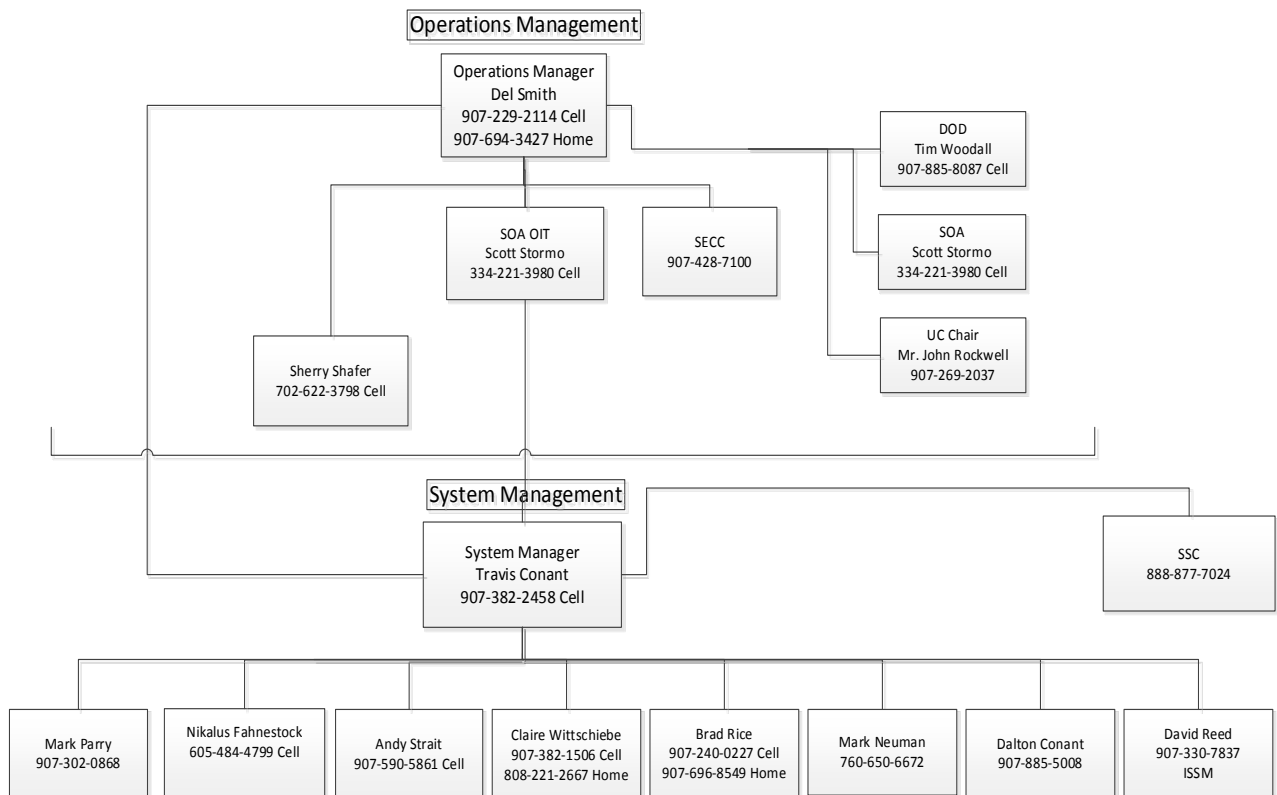 Operations Management
Operations Manager
Del Smith
907-229-2114 Cell
907-694-3427 Home
DOD
Tim Woodall
907-885-8087 Cell
SOA OIT
Scott Stormo
334-221-3980 Cell
SECC
907-428-7100
SOA
Scott Stormo
334-221-3980 Cell
UC Chair
Mr. John Rockwell
907-269-2037
Sherry Shafer
702-622-3798 Cell
System Management
System Manager
Travis Conant
907-382-2458 Cell
SSC
888-877-7024
Mark Parry
907-302-0868
Nikalus Fahnestock
605-484-4799 Cell
Andy Strait
907-590-5861 Cell
Claire Wittschiebe
907-382-1506 Cell
808-221-2667 Home
Brad Rice
907-240-0227 Cell
907-696-8549 Home
Mark Neuman
760-650-6672
Dalton Conant
907-885-5008
David Reed
907-330-7837
ISSM